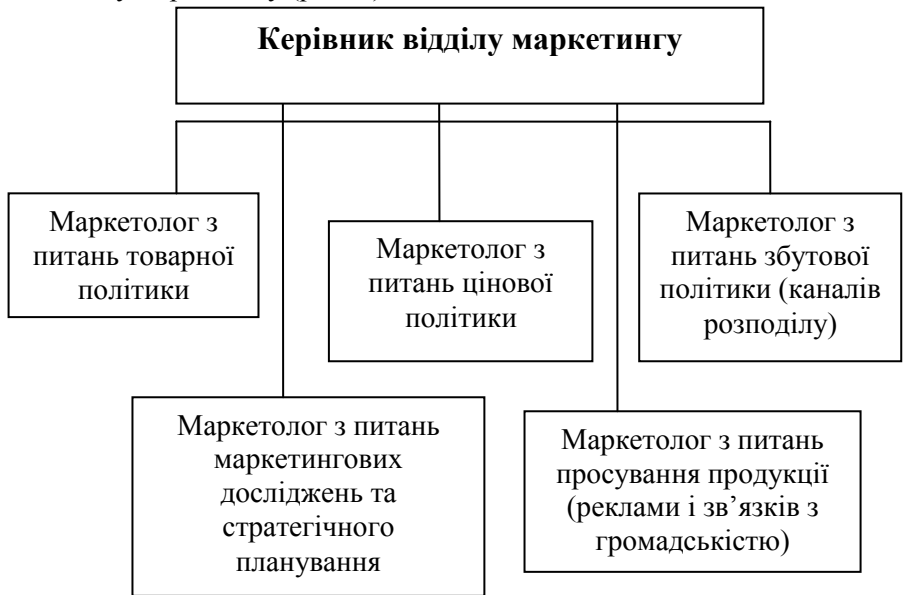 Керівник відділу маркетингу
Маркетолог з
питань товарної
політики
Маркетолог з
питань цінової
політики
Маркетолог з
питань збутової
політики (каналів
розподілу)
Маркетолог з питань
маркетингових
досліджень та
стратегічного
планування
Маркетолог з питань
просування продукції
(реклами і зв’язків з
громадськістю)